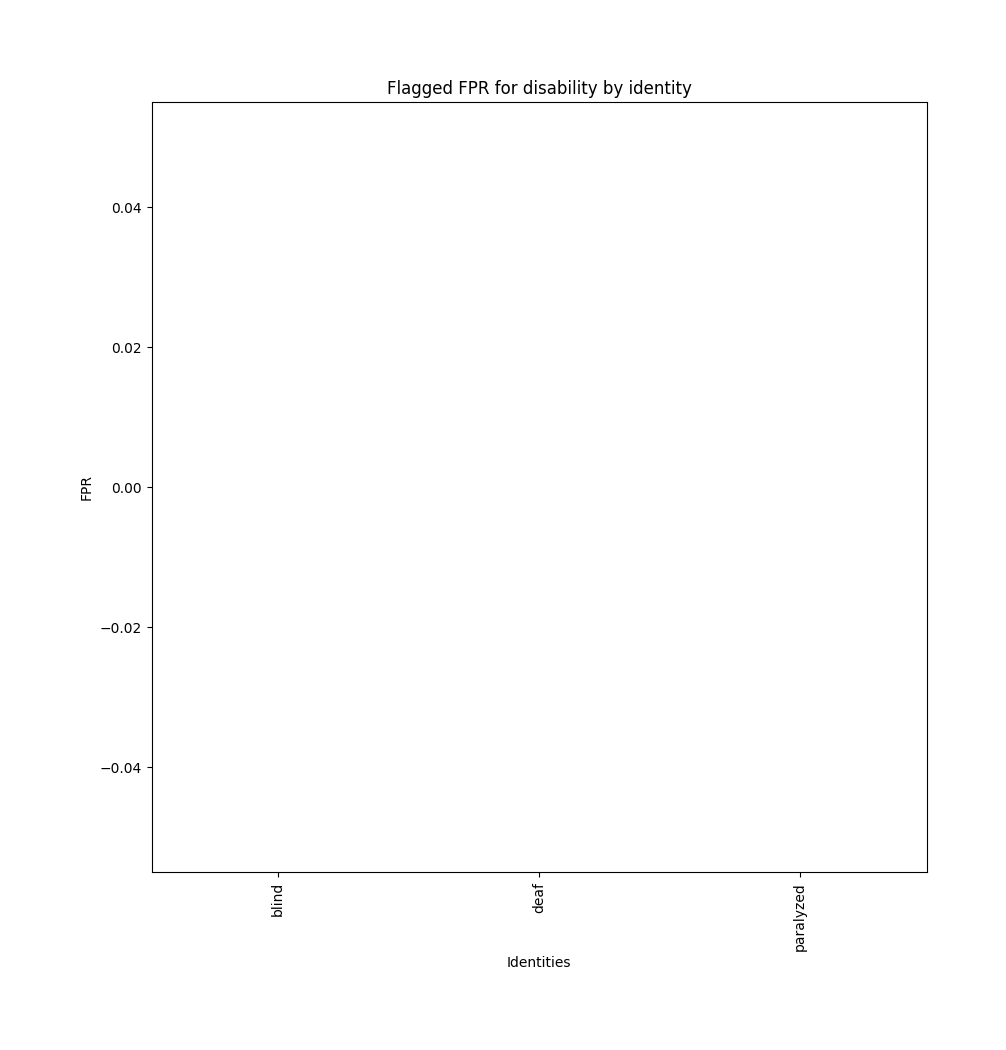 Flagged FPR for disability by identity
0.04
0.02
0.00
−0.02
−0.04
FPR
blind
deaf
paralyzed
Identities